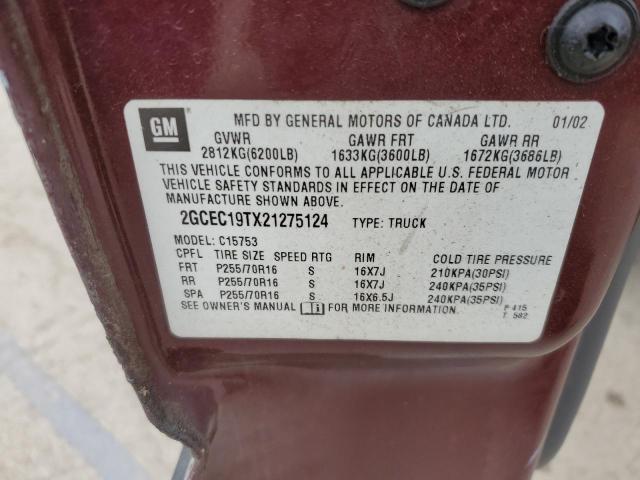 GM MFD BY GENERAL MOTORS OF CANADA LTD. 01/02
GVWR GAWR FRT GAWR RR
2812KG(6200LB) 1633KG(3600LB) 1672KG(3686LB)
THIS VEHICLE CONFORMS TO ALL APPLICABLE U.S. FEDERAL MOTOR
VEHICLE SAFETY STANDARDS IN EFFECT ON THE DATE OF
MANUFACTURE SHOWN ABOVE.
2GCEC19TX21275124 TYPE: TRUCK
MODEL: C15753
CPFL TIRE SIZE SPEED RTG RIM COLD TIRE PRESSURE
FRT P255/70R16 S 16X7J 210KPA(30PSI)
RR P255/70R16 S 16X7J 240KPA(35PSI)
SPA P255/70R16 S 16X6.5J 240KPA(35PSI)
SEE OWNER'S MANUAL FOR MORE INFORMATION.
P 415
T. 582